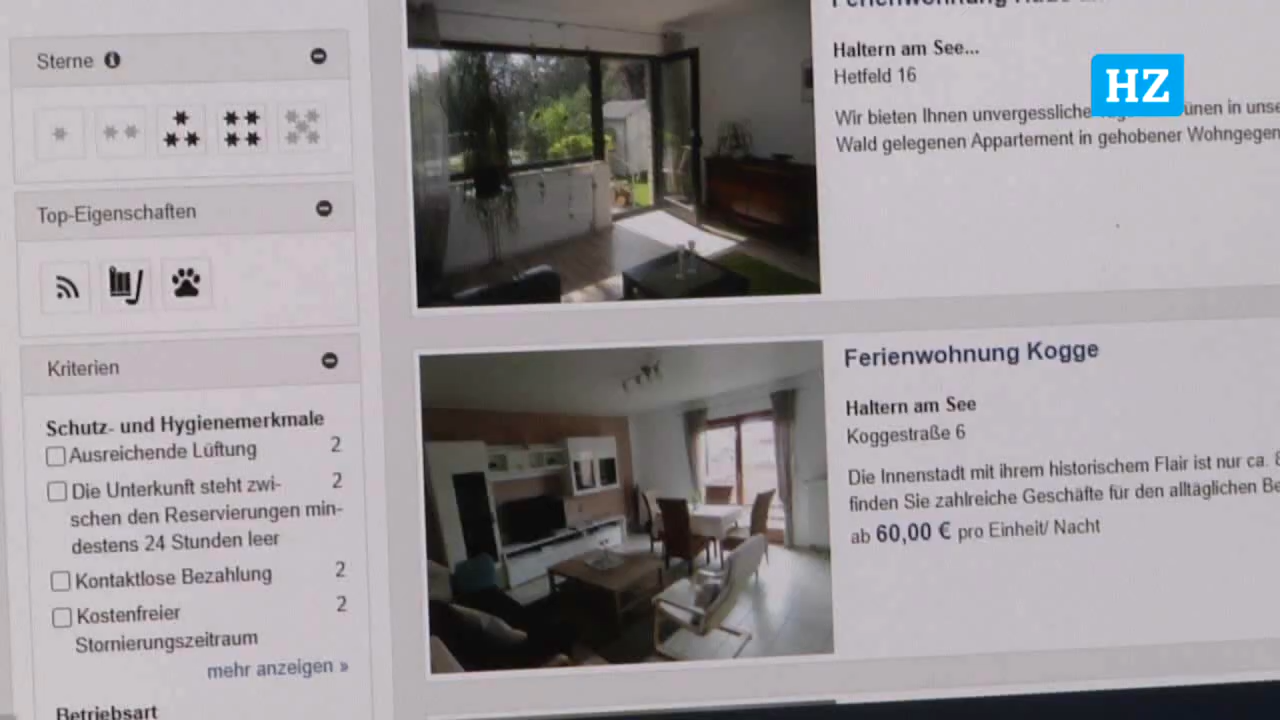 Sterne
Top-Eigenschaften
Kriterien
Schutz- und Hygienemerkmale
Ausreichende Lüftung 2
Die Unterkunft steht zwi- 2
schen den Reservierungen min-
destens 24 Stunden leer
Kontaktlose Bezahlung 2
Kostenfreier 2
Stornierungszeitraum
mehr anzeigen »
Betriebsart
Ferienwohnung
Haltern am See...
Hetfeld 16
Wir bieten Ihnen unvergessliche
Wald gelegenen Appartement in gehobener
HZ
Ferienwohnung Kogge
Haltern am See
Koggestraße 6
Die Innenstadt mit ihrem historischem Flair ist nur ca.
finden Sie zahlreiche Geschäfte für den alltäglichen
ab 60,00 € pro Einheit/ Nacht